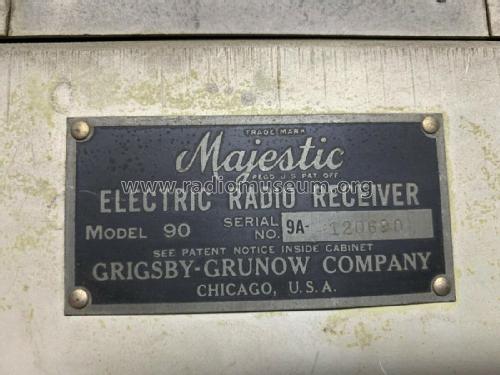 TRADE MARK
Majestic
REG'D U.S. PAT. OFF.
www.radiomuseum.org
ELECTRIC RADIO RECEIVER
MODEL 90 SERIAL NO. 9A- 120690
SEE PATENT NOTICE INSIDE CABINET
GRIGSBY-GRUNOW COMPANY
CHICAGO, U.S.A.